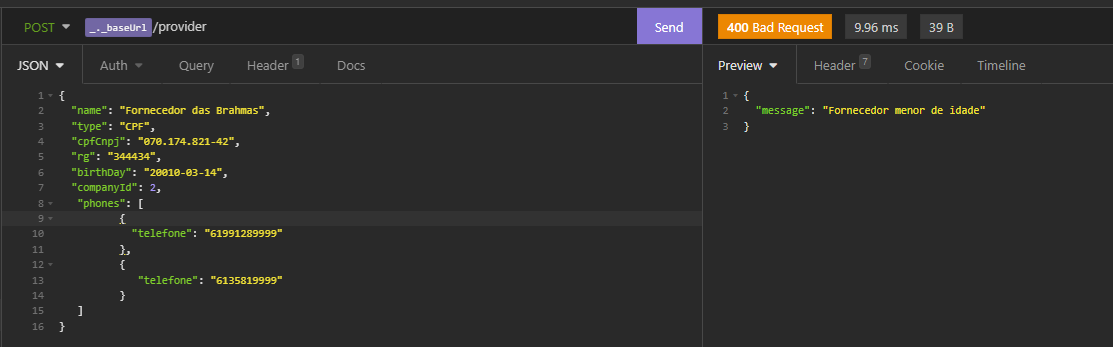 POST _._baseUrl /provider Send 400 Bad Request 9.96 ms 39 B
JSON Auth Query Header 1 Docs Preview Header 7 Cookie Timeline
1 {
2 "name": "Fornecedor das Brahmas",
3 "type": "CPF",
4 "cpfCnpj": "070.174.821-42",
5 "rg": "344434",
6 "birthDay": "20010-03-14",
7 "companyId": 2,
8 "phones": [
9 {
10 "telefone": "61991289999"
11 },
12 {
13 "telefone": "6135819999"
14 }
15 ]
16 }
1 {
2 "message": "Fornecedor menor de idade"
3 }